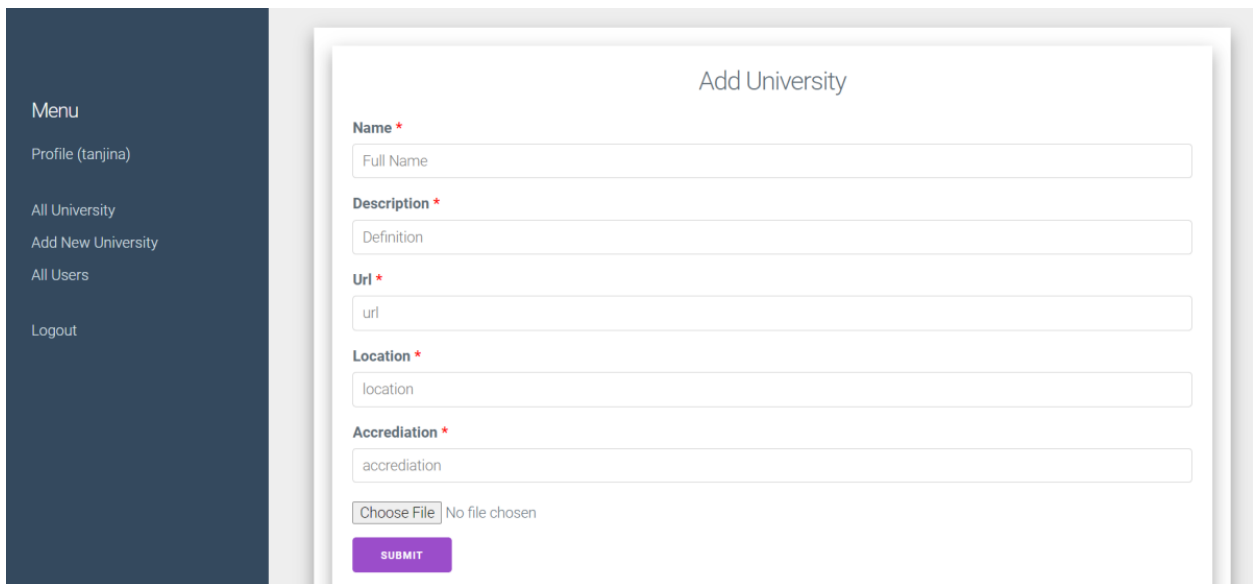 Menu
Profile (tanjina)
All University
Add New University
All Users
Logout
Add University
Name *
Full Name
Description *
Definition
Url *
url
Location *
location
Accrediation *
accrediation
Choose File No file chosen
SUBMIT